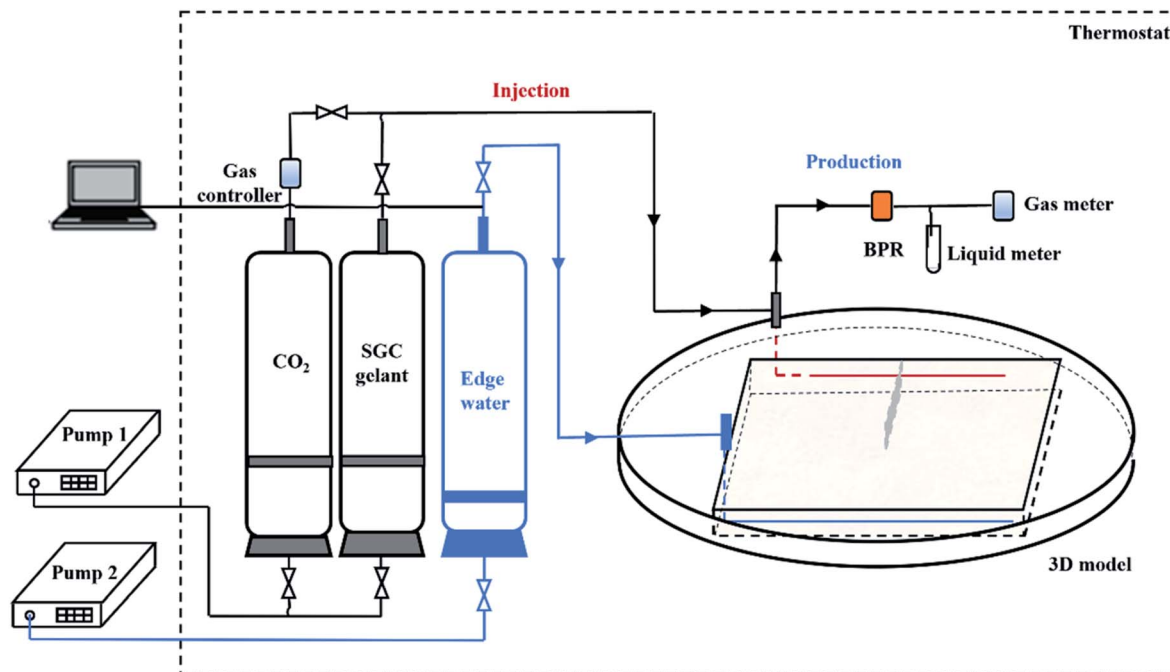 Thermostat
Injection
Production
Gas
controller
Gas meter
BPR
Liquid meter
CO₂
SGC
gelant
Edge
water
Pump 1
Pump 2
3D model